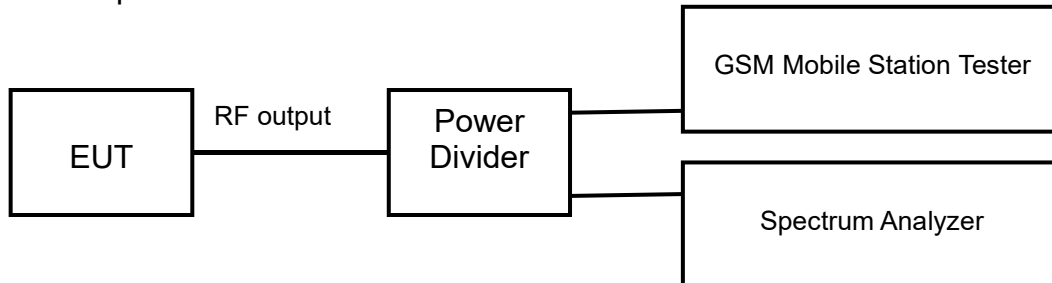 GSM Mobile Station Tester
EUT
RF output
Power
Divider
Spectrum Analyzer